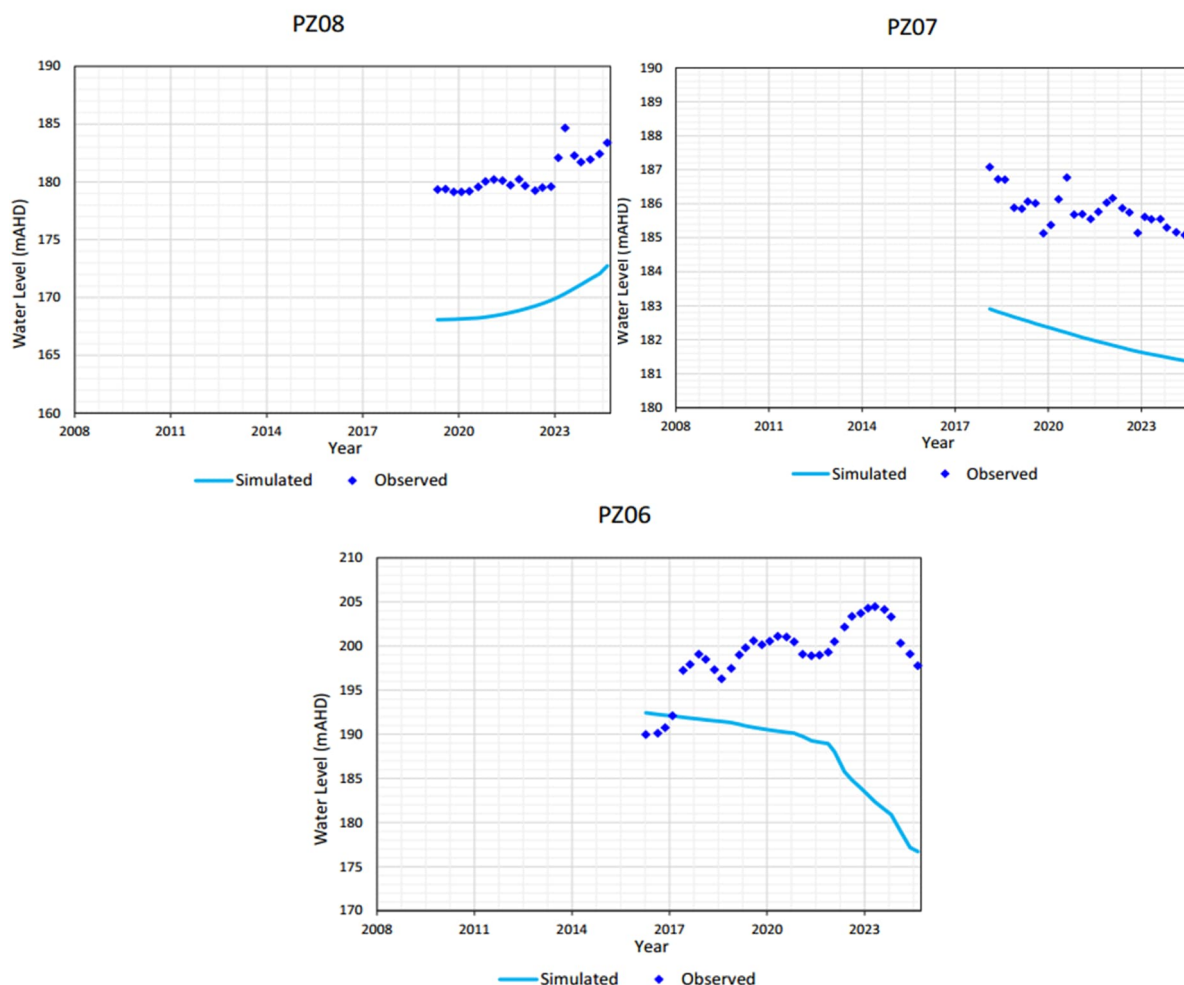 PZ08
190
185
180
175
170
165
160
Water Level (mAHD)
2008 2011 2014 2017 2020 2023
Year
Simulated Observed
PZ07
190
189
188
187
186
185
184
183
182
181
180
Water Level (mAHD)
2008 2011 2014 2017 2020 2023
Year
Simulated Observed
PZ06
210
205
200
195
190
185
180
175
170
Water Level (mAHD)
2008 2011 2014 2017 2020 2023
Year
Simulated Observed